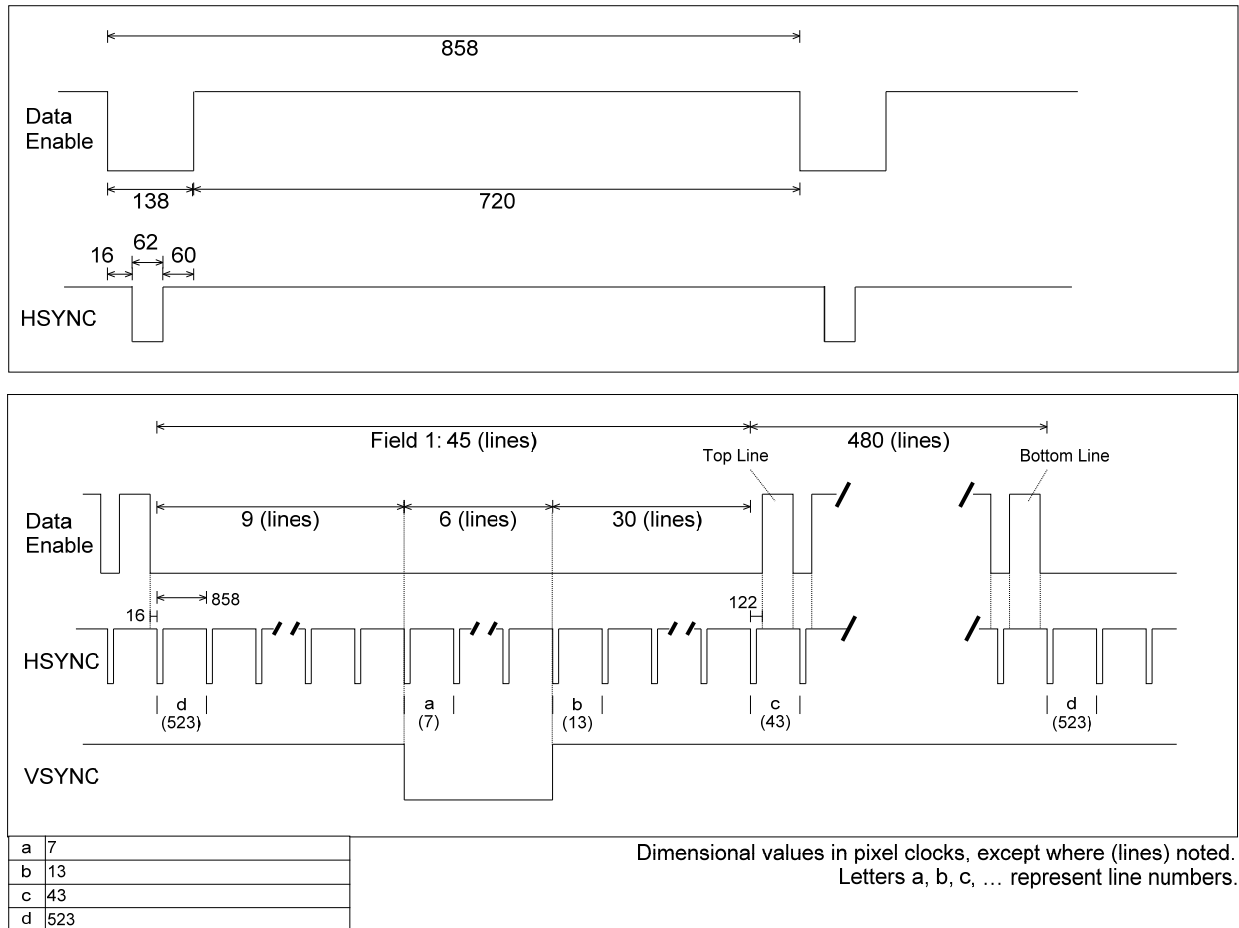 858
Data
Enable
138
720
62
16
60
HSYNC
Field 1: 45 (lines)
480 (lines)
Top Line
Bottom Line
9 (lines)
6 (lines)
30 (lines)
Data
Enable
858
16
122
HSYNC
d
(523)
a
(7)
b
(13)
c
(43)
d
(523)
VSYNC
a 7
b 13
c 43
d 523
Dimensional values in pixel clocks, except where (lines) noted.
Letters a, b, c, … represent line numbers.